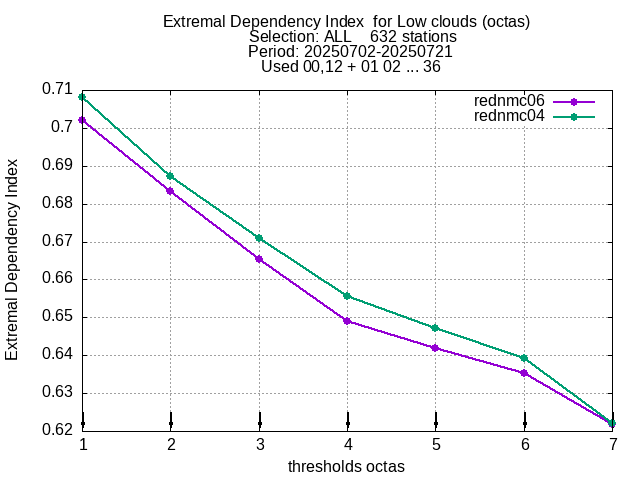 Extremal Dependency Index  for Low clouds (octas)
Selection: ALL    632 stations
Period: 20250702-20250721
Used 00,12 + 01 02 ... 36
rednmc06
rednmc04
Extremal Dependency Index
0.71
0.7
0.69
0.68
0.67
0.66
0.65
0.64
0.63
0.62
1 2 3 4 5 6 7
thresholds octas